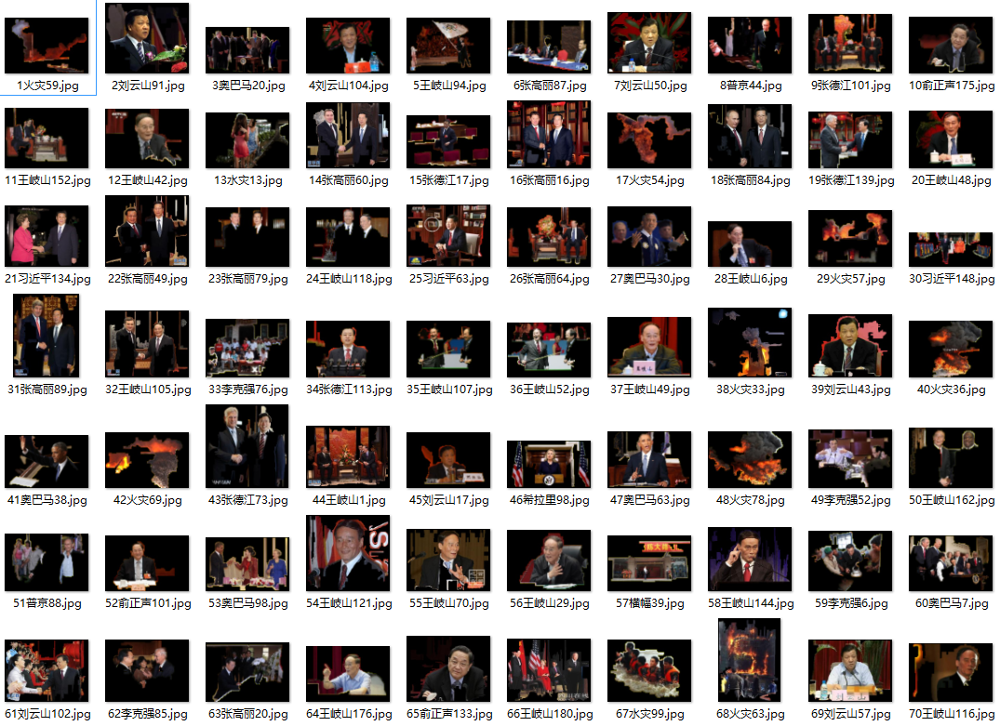 1火灾59.jpg 2刘云山91.jpg 3奥巴马20.jpg 4刘云山104.jpg 5王岐山94.jpg 6张高丽87.jpg 7刘云山50.jpg 8普京44.jpg 9张德江101.jpg 10俞正声175.jpg
11王岐山152.jpg 12王岐山42.jpg 13水灾13.jpg 14张高丽60.jpg 15张德江17.jpg 16张高丽16.jpg 17火灾54.jpg 18张高丽84.jpg 19张德江139.jpg 20王岐山48.jpg
21习近平134.jpg 22张高丽49.jpg 23张高丽79.jpg 24王岐山118.jpg 25习近平63.jpg 26张高丽64.jpg 27奥巴马30.jpg 28王岐山6.jpg 29火灾57.jpg 30习近平148.jpg
31张高丽89.jpg 32王岐山105.jpg 33李克强76.jpg 34张德江113.jpg 35王岐山107.jpg 36王岐山52.jpg 37王岐山49.jpg 38火灾33.jpg 39刘云山43.jpg 40火灾36.jpg
41奥巴马38.jpg 42火灾69.jpg 43张德江73.jpg 44王岐山1.jpg 45刘云山17.jpg 46希拉里98.jpg 47奥巴马63.jpg 48火灾78.jpg 49李克强52.jpg 50王岐山162.jpg
51普京88.jpg 52俞正声101.jpg 53奥巴马98.jpg 54王岐山121.jpg 55王岐山70.jpg 56王岐山29.jpg 57横幅39.jpg 58王岐山144.jpg 59李克强6.jpg 60奥巴马7.jpg
61刘云山102.jpg 62李克强85.jpg 63张高丽20.jpg 64王岐山176.jpg 65俞正声133.jpg 66王岐山180.jpg 67水灾99.jpg 68火灾63.jpg 69刘云山57.jpg 70王岐山116.jpg